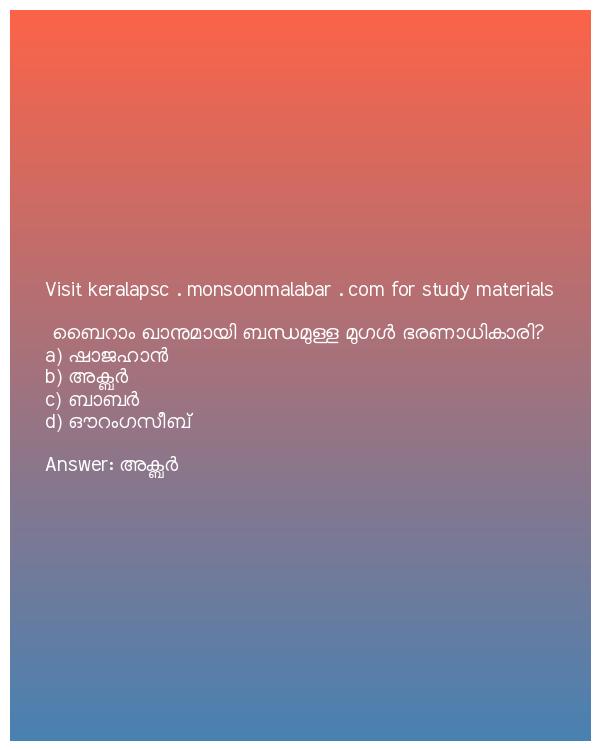 Visit keralapsc . monsoonmalabar . com for study materials
ബൈറാം ഖാനുമായി ബന്ധമുള്ള മുഗൾ ഭരണാധികാരി?
a) ഷാജഹാൻ
b) അക്ബർ
c) ബാബർ
d) ഔറംഗസീബ്
Answer: അക്ബർ